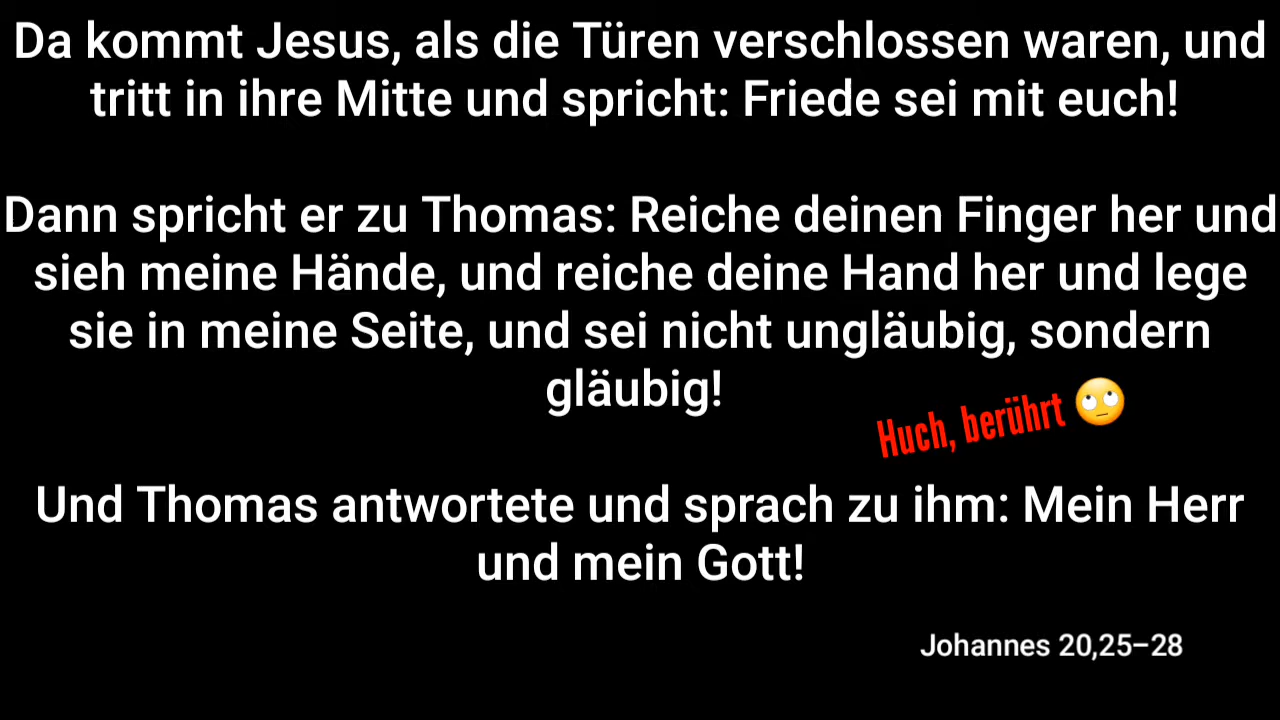 Da kommt Jesus, als die Türen verschlossen waren, und
tritt in ihre Mitte und spricht: Friede sei mit euch!
Dann spricht er zu Thomas: Reiche deinen Finger her und
sieh meine Hände, und reiche deine Hand her und lege
sie in meine Seite, und sei nicht ungläubig, sondern
gläubig!
Huch, berührt 🙄
Und Thomas antwortete und sprach zu ihm: Mein Herr
und mein Gott!
Johannes 20,25–28